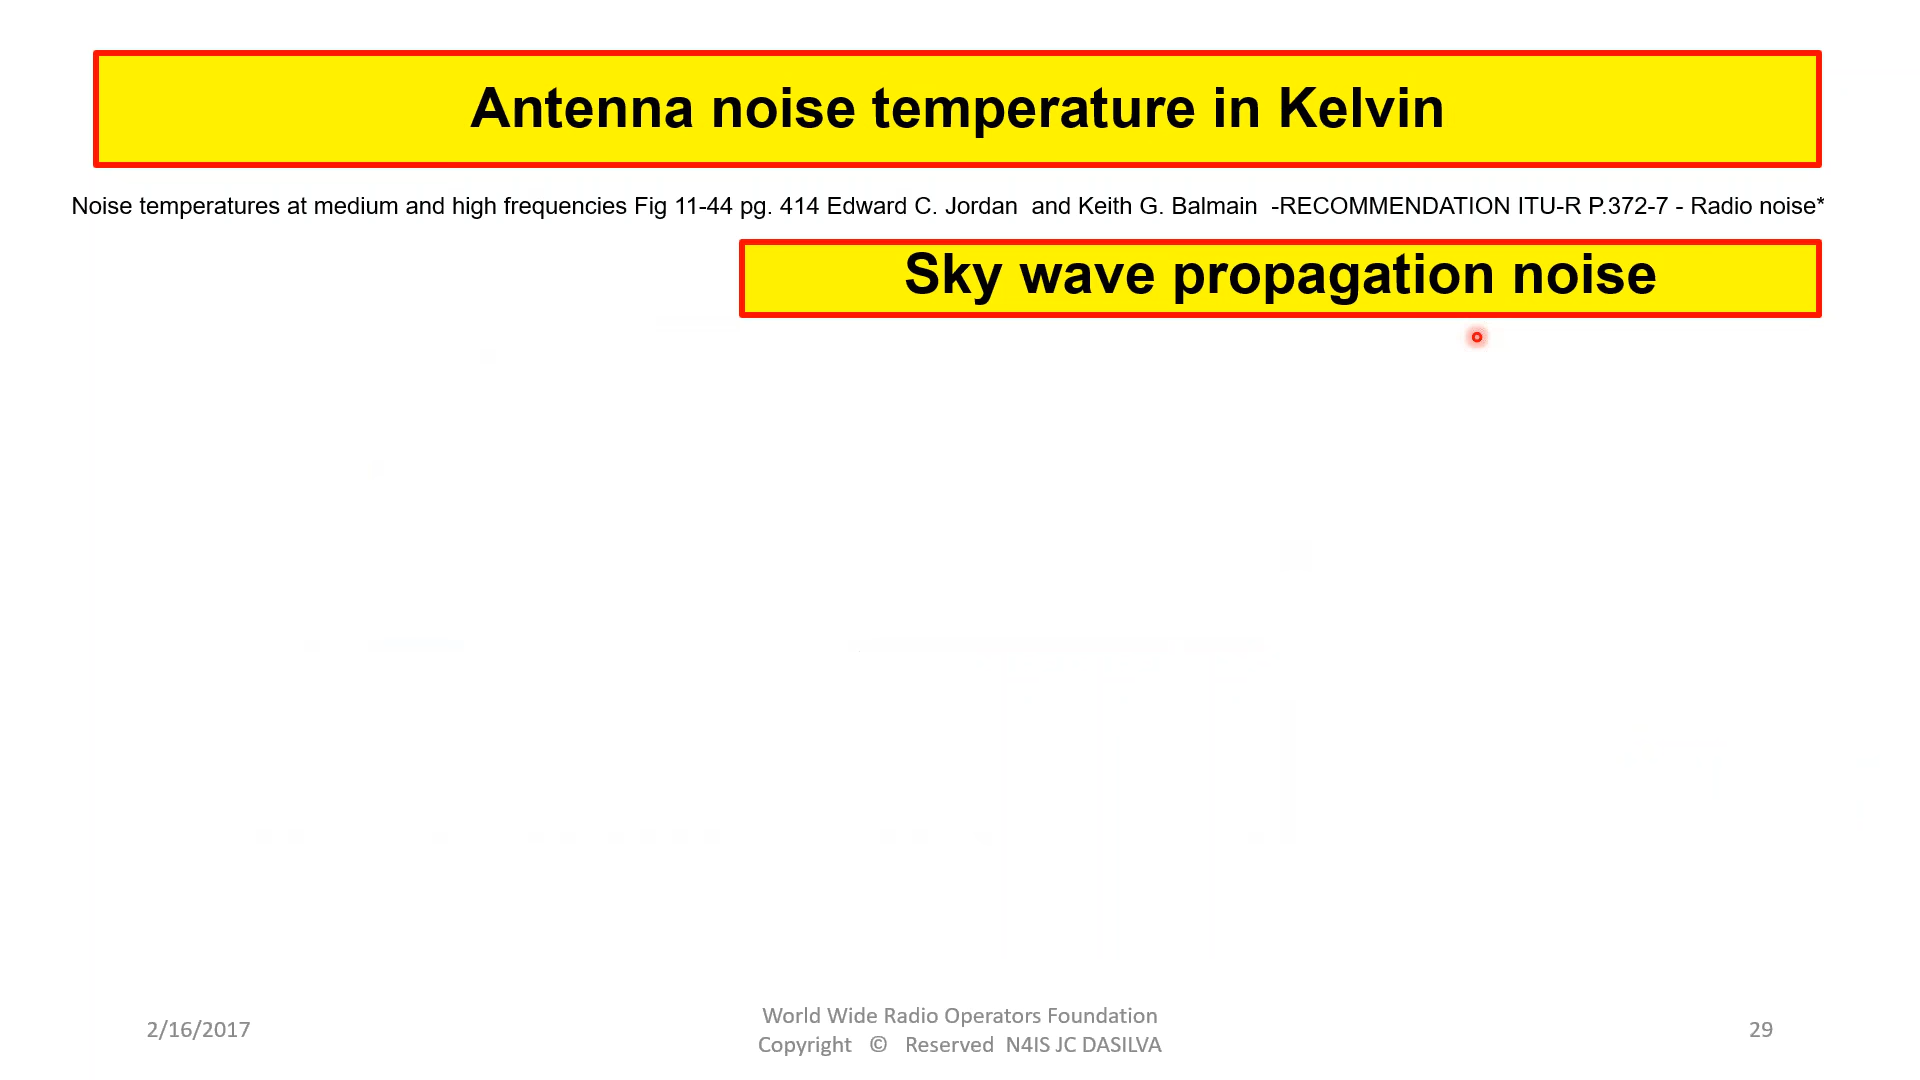 Antenna noise temperature in Kelvin
Noise temperatures at medium and high frequencies Fig 11-44 pg. 414 Edward C. Jordan  and Keith G. Balmain  -RECOMMENDATION ITU-R P.372-7 - Radio noise*
Sky wave propagation noise
World Wide Radio Operators Foundation
2/16/2017
Copyright © Reserved N4IS JC DASILVA
29